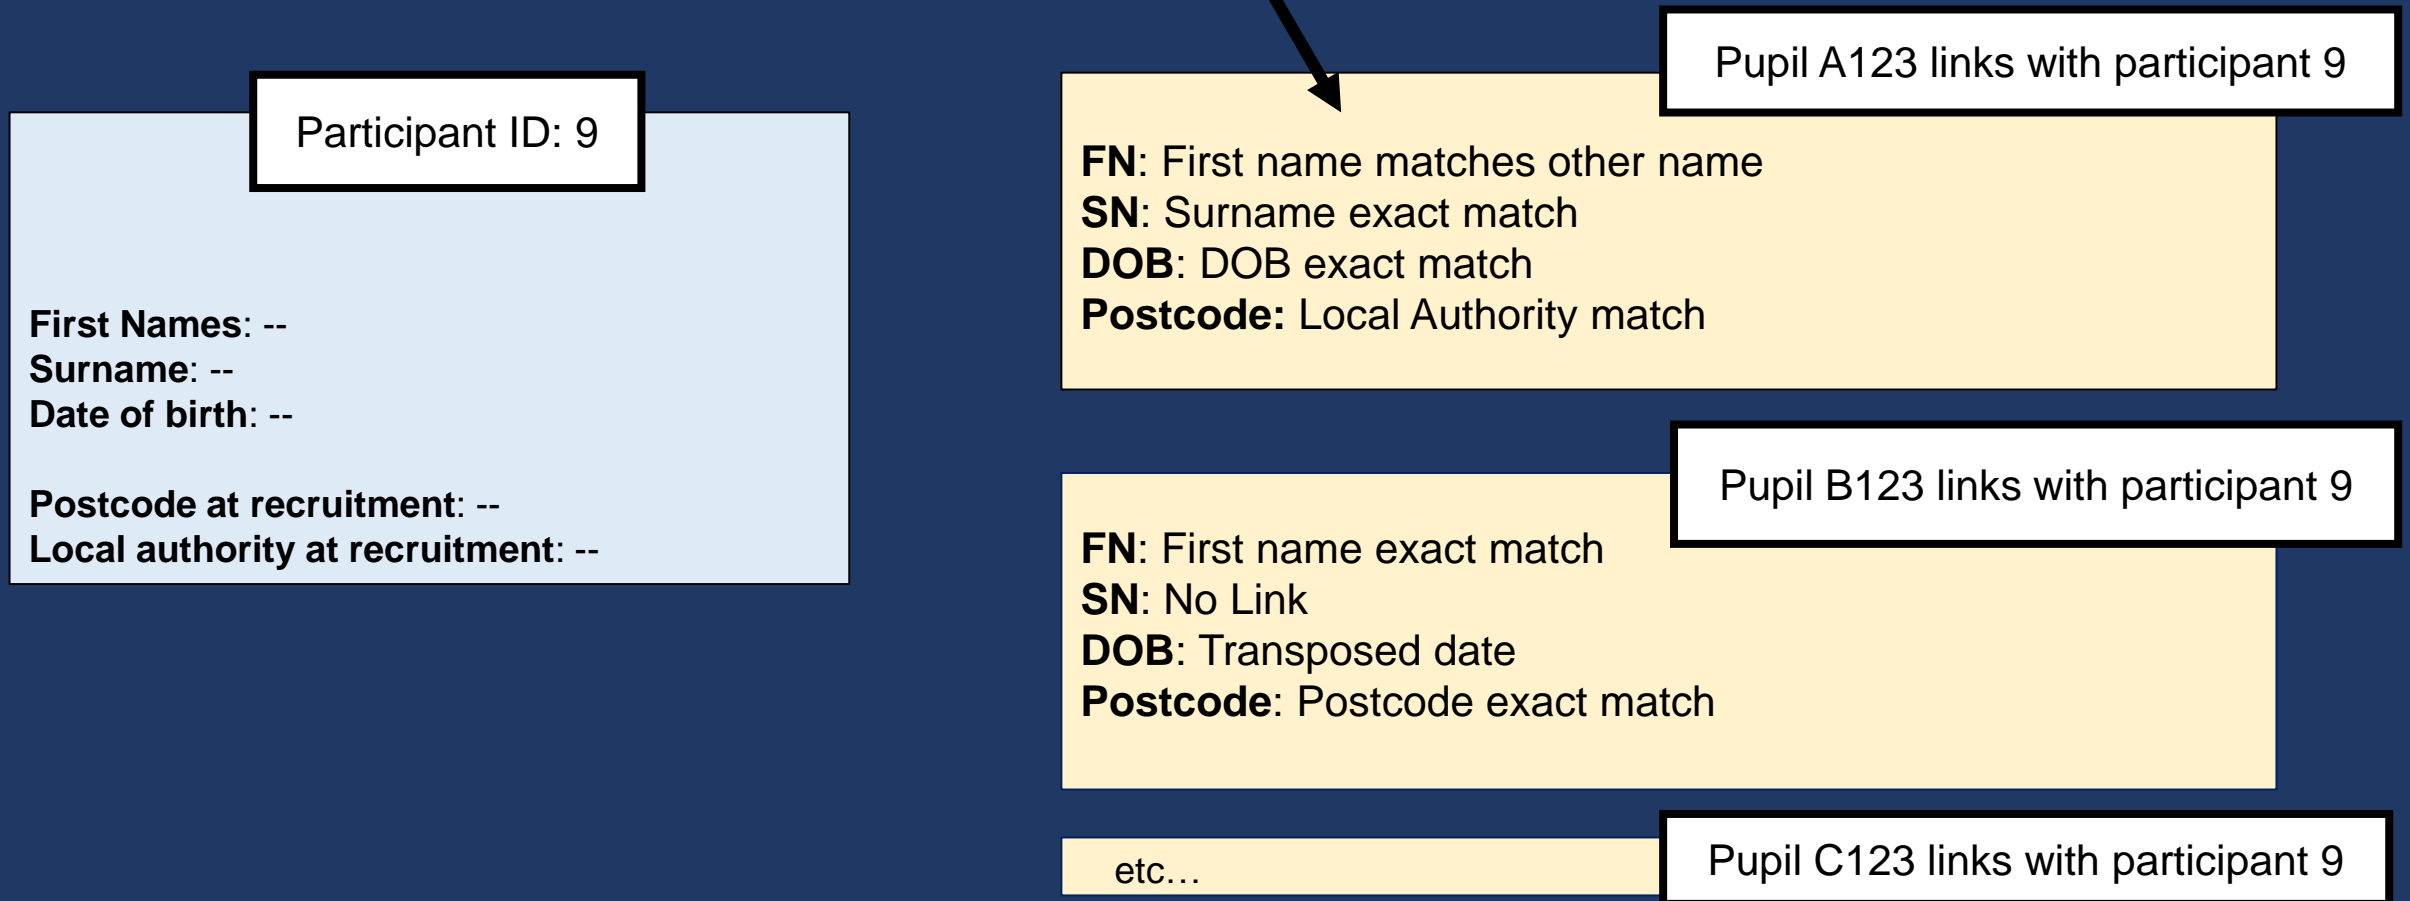 Participant ID: 9
First Names: --
Surname: --
Date of birth: --
Postcode at recruitment: --
Local authority at recruitment: --
Pupil A123 links with participant 9
FN: First name matches other name
SN: Surname exact match
DOB: DOB exact match
Postcode: Local Authority match
Pupil B123 links with participant 9
FN: First name exact match
SN: No Link
DOB: Transposed date
Postcode: Postcode exact match
Pupil C123 links with participant 9
etc…